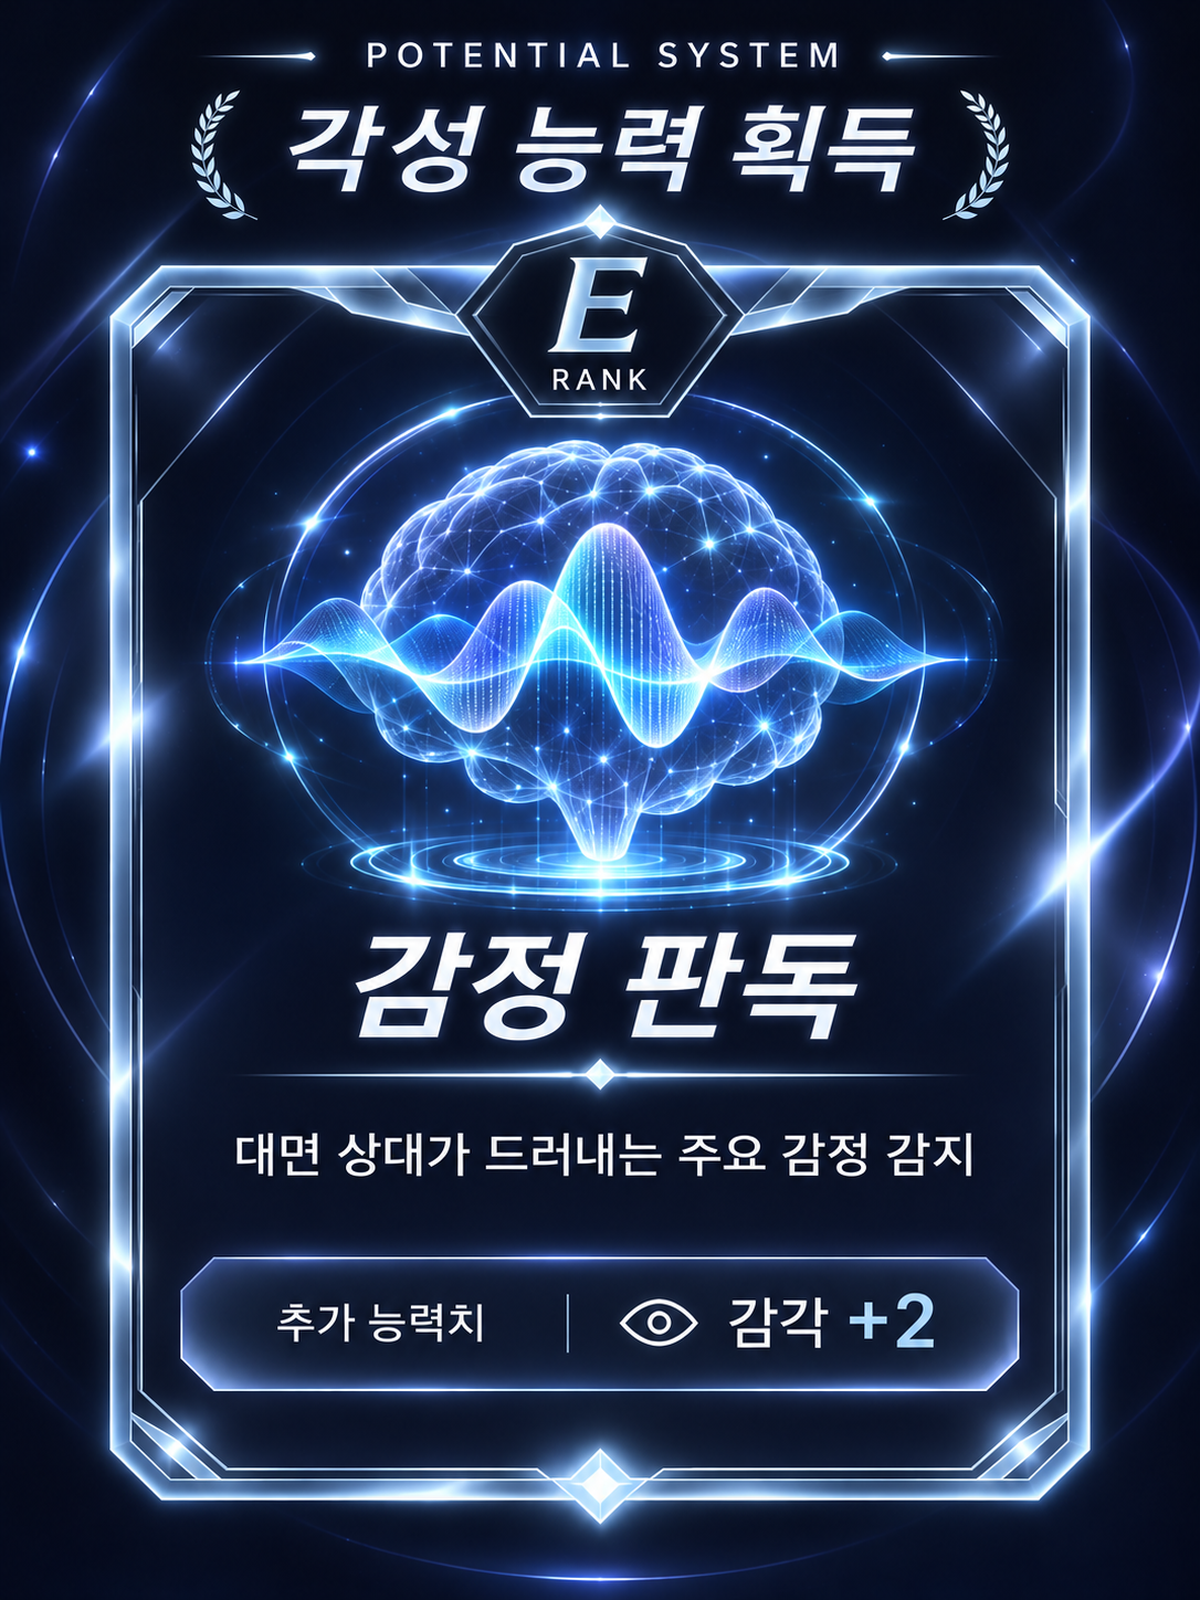 POTENTIAL SYSTEM
각성 능력 획득
E
RANK
감정 판독
대면 상대가 드러내는 주요 감정 감지
추가 능력치 감각 +2